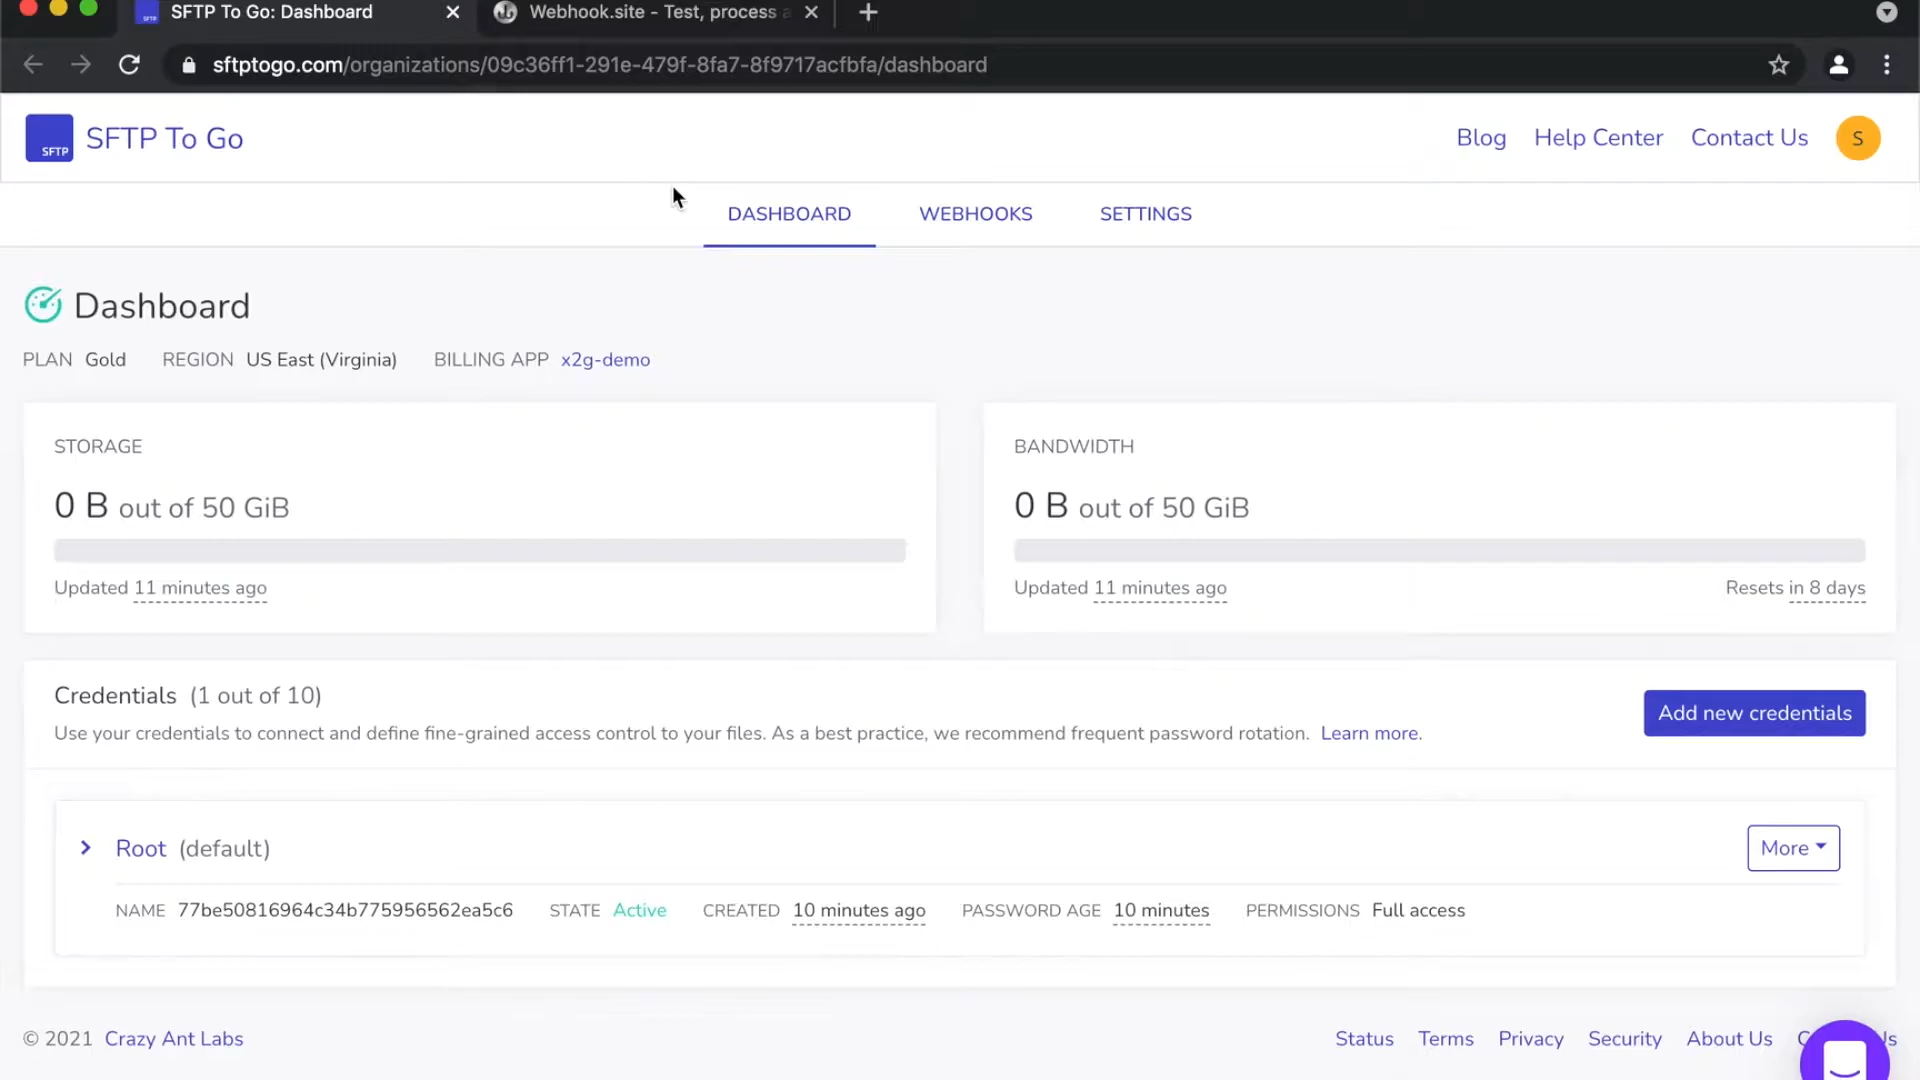 SFTP To Go: Dashboard
Webhook.site - Test, process a
sftptogo.com/organizations/09c36ff1-291e-479f-8fa7-8f9717acfbfa/dashboard
SFTP
SFTP To Go
Blog Help Center Contact Us S
DASHBOARD WEBHOOKS SETTINGS
Dashboard
PLAN Gold REGION US East (Virginia) BILLING APP x2g-demo
STORAGE
0 B out of 50 GiB
Updated 11 minutes ago
BANDWIDTH
0 B out of 50 GiB
Updated 11 minutes ago Resets in 8 days
Credentials (1 out of 10)
Use your credentials to connect and define fine-grained access control to your files. As a best practice, we recommend frequent password rotation. Learn more.
Add new credentials
Root (default)
More
NAME 77be50816964c34b775956562ea5c6 STATE Active CREATED 10 minutes ago PASSWORD AGE 10 minutes PERMISSIONS Full access
© 2021 Crazy Ant Labs
Status Terms Privacy Security About Us